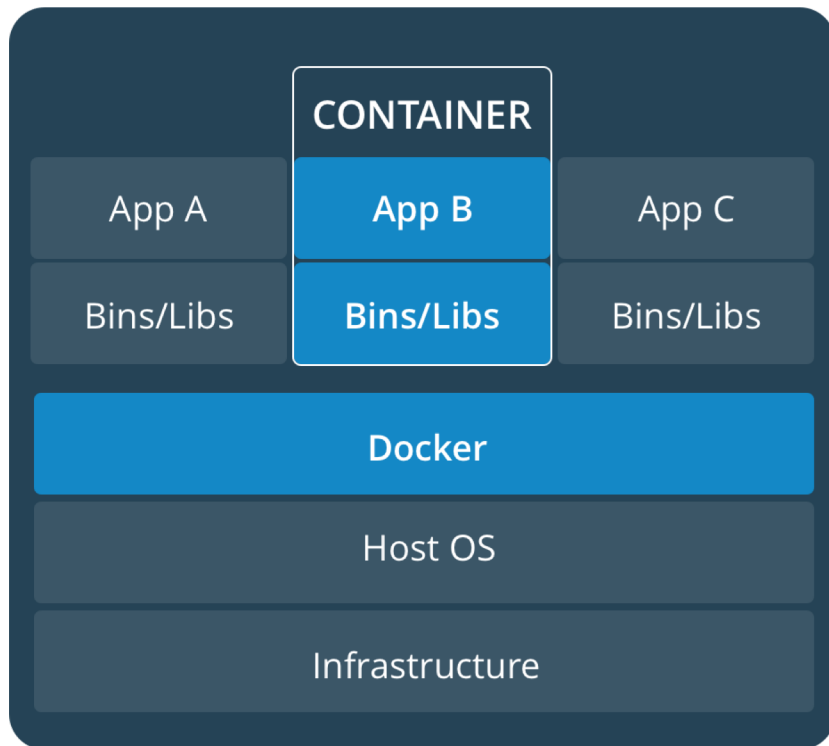 CONTAINER
App A App B App C
Bins/Libs Bins/Libs Bins/Libs
Docker
Host OS
Infrastructure